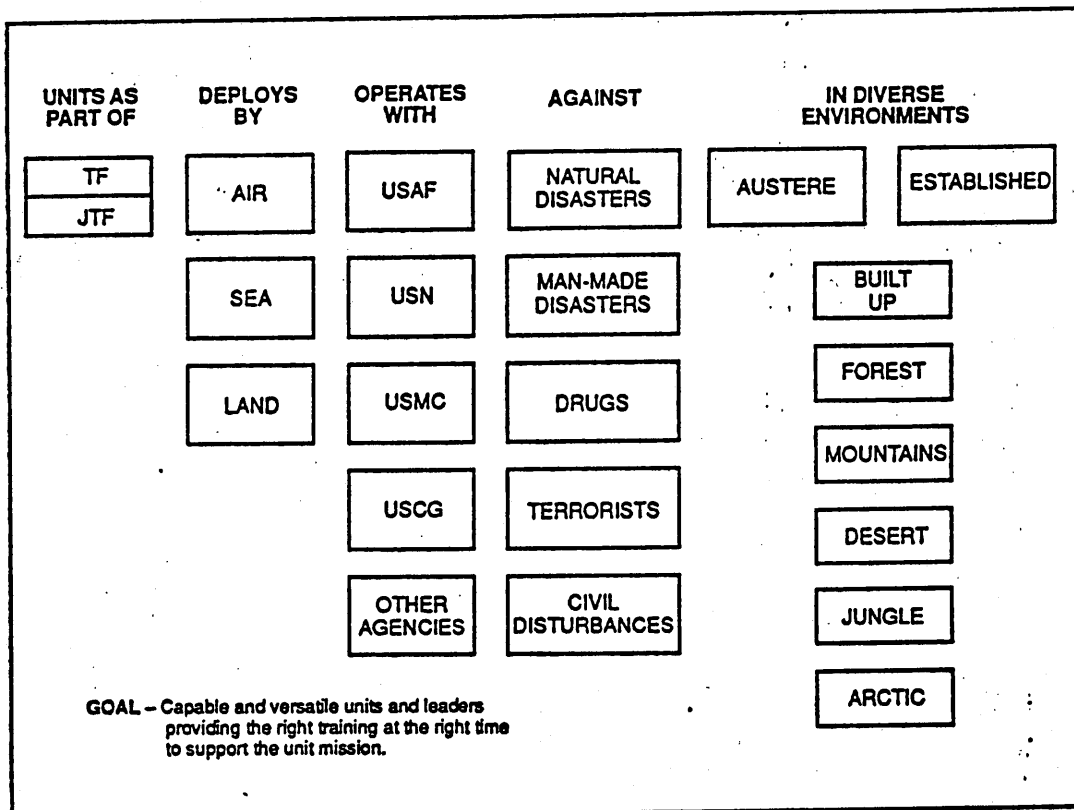 UNITS AS
PART OF
TF
JTF
DEPLOYS
BY
AIR
SEA
LAND
OPERATES
WITH
USAF
USN
USMC
USCG
OTHER
AGENCIES
AGAINST
NATURAL
DISASTERS
MAN-MADE
DISASTERS
DRUGS
TERRORISTS
CIVIL
DISTURBANCES
IN DIVERSE
ENVIRONMENTS
AUSTERE
ESTABLISHED
BUILT
UP
FOREST
MOUNTAINS
DESERT
JUNGLE
ARCTIC
GOAL – Capable and versatile units and leaders
providing the right training at the right time
to support the unit mission.